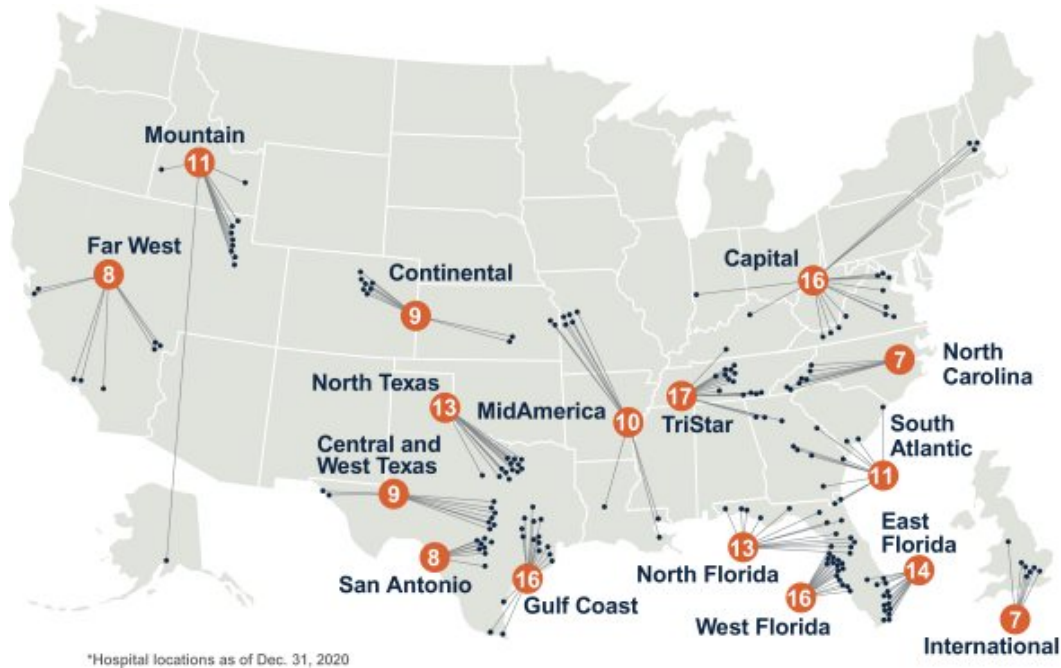 Mountain
11
Far West
8
Continental
9
Capital
16
North
Carolina
7
North Texas
13
MidAmerica
10
17
TriStar
South
Atlantic
11
Central and
West Texas
9
8
San Antonio
16
Gulf Coast
13
North Florida
East
Florida
14
16
West Florida
7
International
*Hospital locations as of Dec. 31, 2020